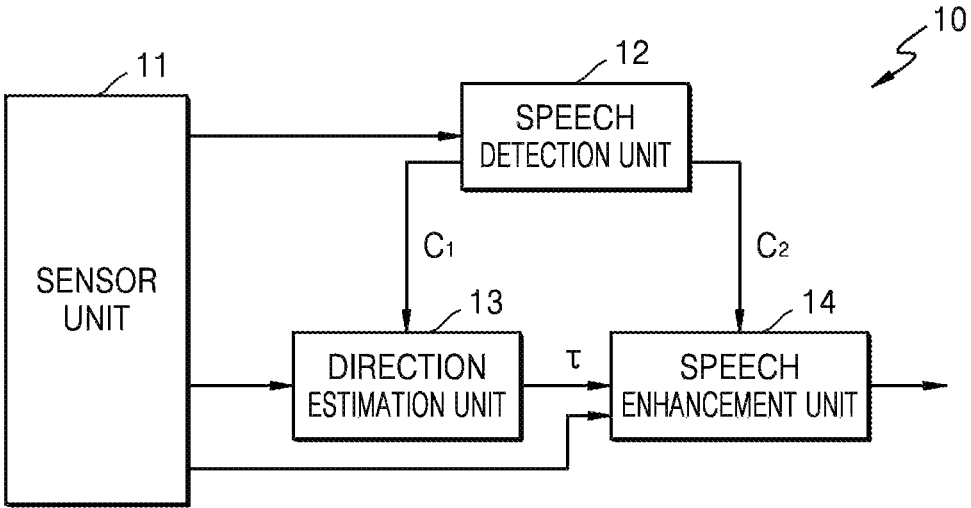 10
11
12
SPEECH
DETECTION UNIT
SENSOR
UNIT
C₁
C₂
13
14
DIRECTION
ESTIMATION UNIT
τ
SPEECH
ENHANCEMENT UNIT